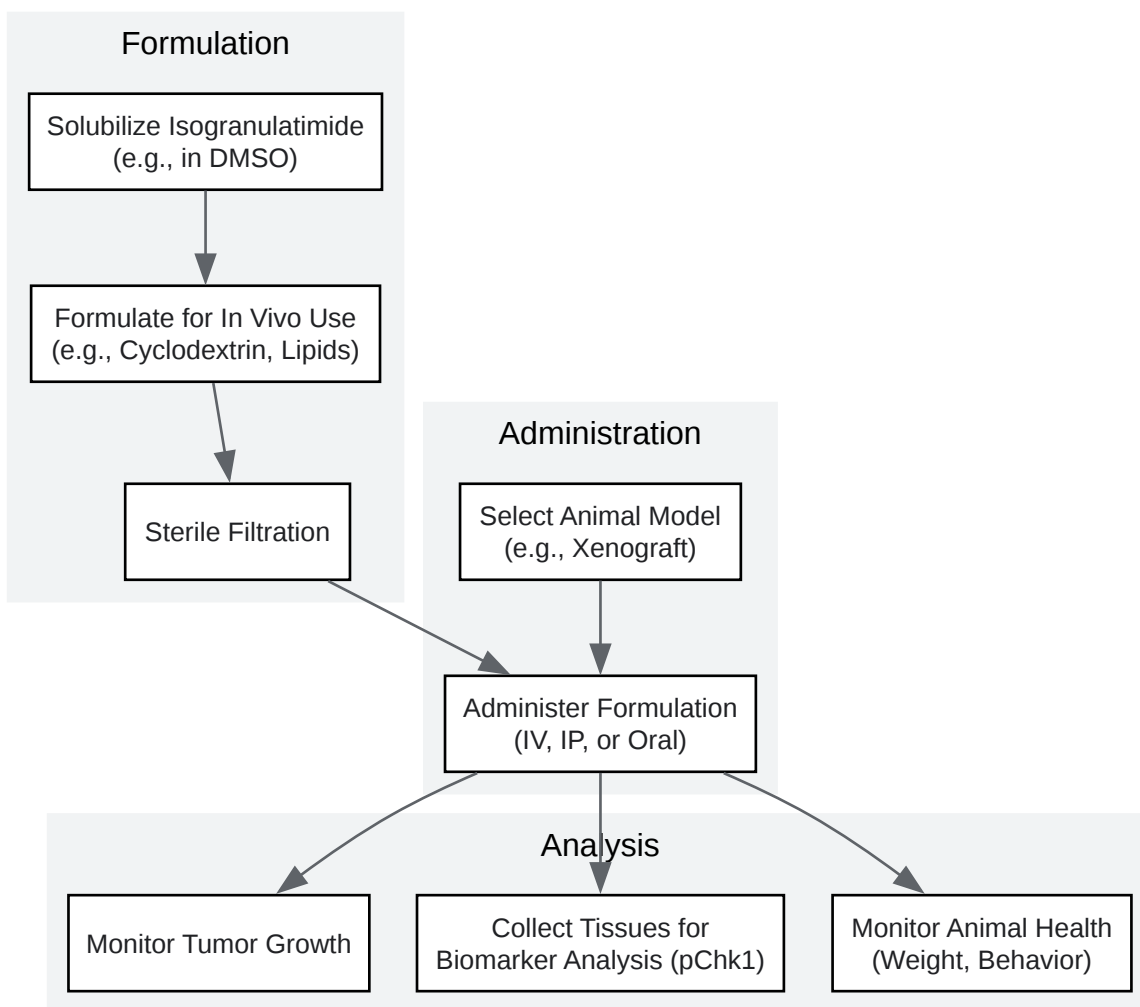 Formulation
Solubilize Isogranulatimide
(e.g., in DMSO)
Formulate for In Vivo Use
(e.g., Cyclodextrin, Lipids)
Sterile Filtration
Administration
Select Animal Model
(e.g., Xenograft)
Administer Formulation
(IV, IP, or Oral)
Analysis
Monitor Tumor Growth
Collect Tissues for
Biomarker Analysis (pChk1)
Monitor Animal Health
(Weight, Behavior)